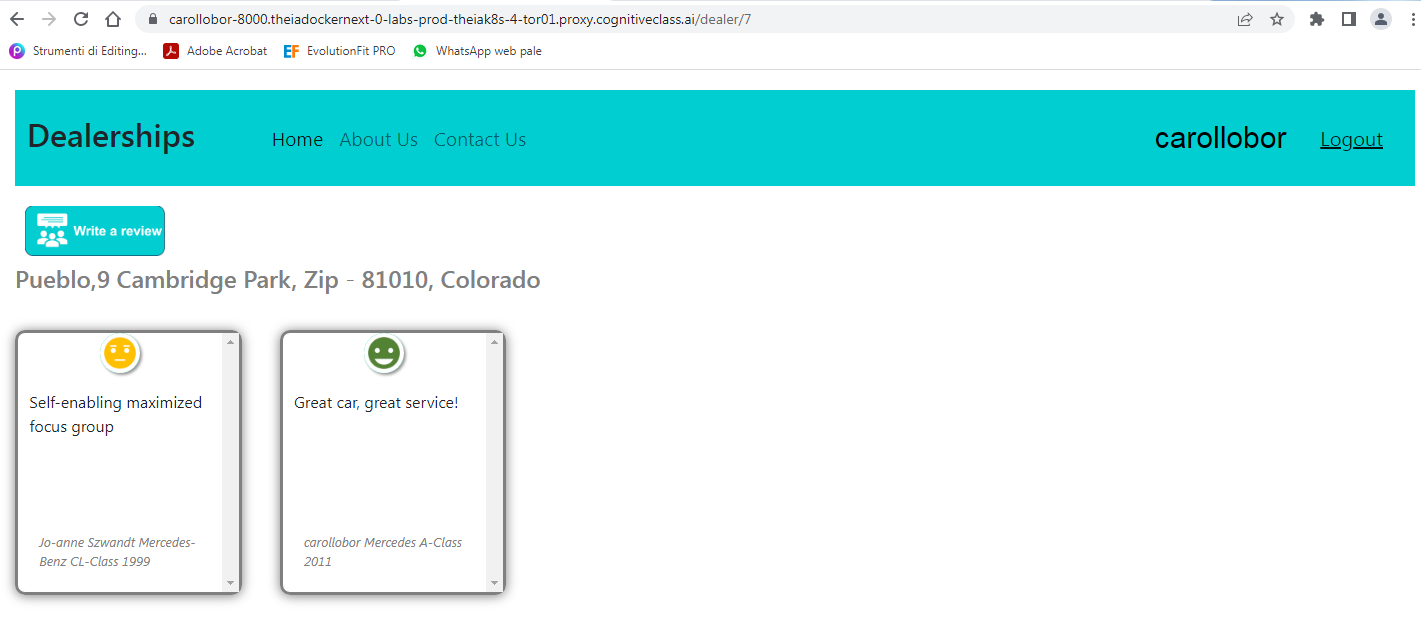 carollobor-8000.theiadockernext-0-labs-prod-theiak8s-4-tor01.proxy.cognitiveclass.ai/dealer/7
Strumenti di Editing... Adobe Acrobat EF EvolutionFit PRO WhatsApp web pale
Dealerships Home About Us Contact Us carollobor Logout
Write a review
Pueblo,9 Cambridge Park, Zip - 81010, Colorado
Self-enabling maximized
focus group
Jo-anne Szwandt Mercedes-
Benz CL-Class 1999
Great car, great service!
carollobor Mercedes A-Class
2011